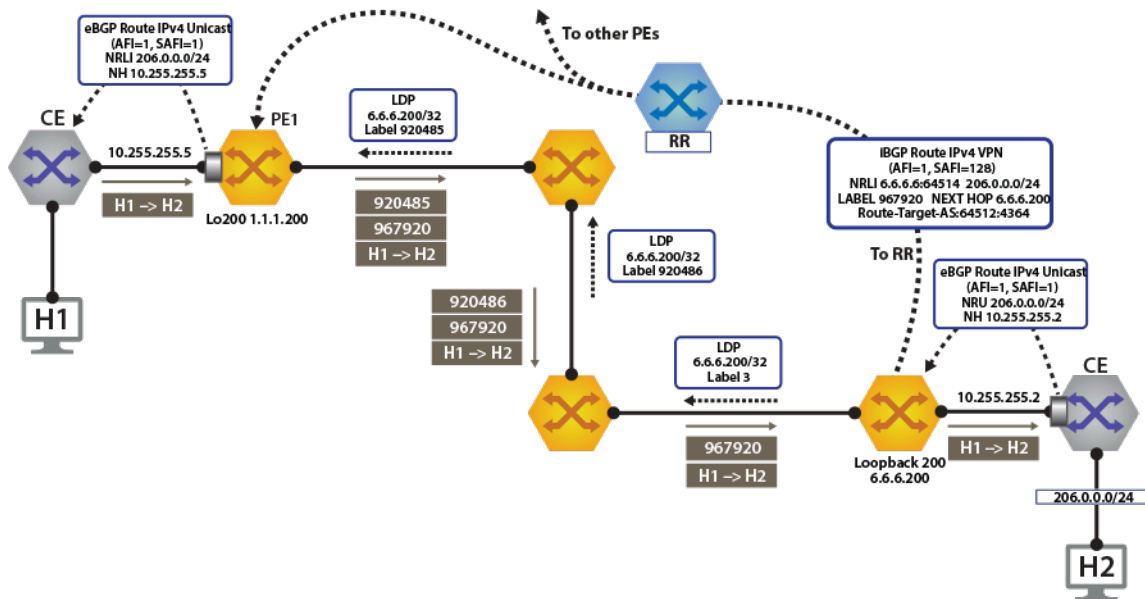 eBGP Route IPv4 Unicast
(AFI=1, SAFI=1)
NRLI 206.0.0.0/24
NH 10.255.255.5
To other PEs
CE
PE1
LDP
6.6.6.200/32
Label 920485
RR
10.255.255.5
H1 –> H2
Lo200 1.1.1.200
920485
967920
H1 –> H2
iBGP Route IPv4 VPN
(AFI=1, SAFI=128)
NRLI 6.6.6.6:64514 206.0.0.0/24
LABEL 967920 NEXT HOP 6.6.6.200
Route-Target-AS:64512:4364
LDP
6.6.6.200/32
Label 920486
To RR
eBGP Route IPv4 Unicast
(AFI=1, SAFI=1)
NRU 206.0.0.0/24
NH 10.255.255.2
H1
920486
967920
H1 –> H2
LDP
6.6.6.200/32
Label 3
CE
10.255.255.2
967920
H1 –> H2
Loopback 200
6.6.6.200
H1 –> H2
206.0.0.0/24
H2